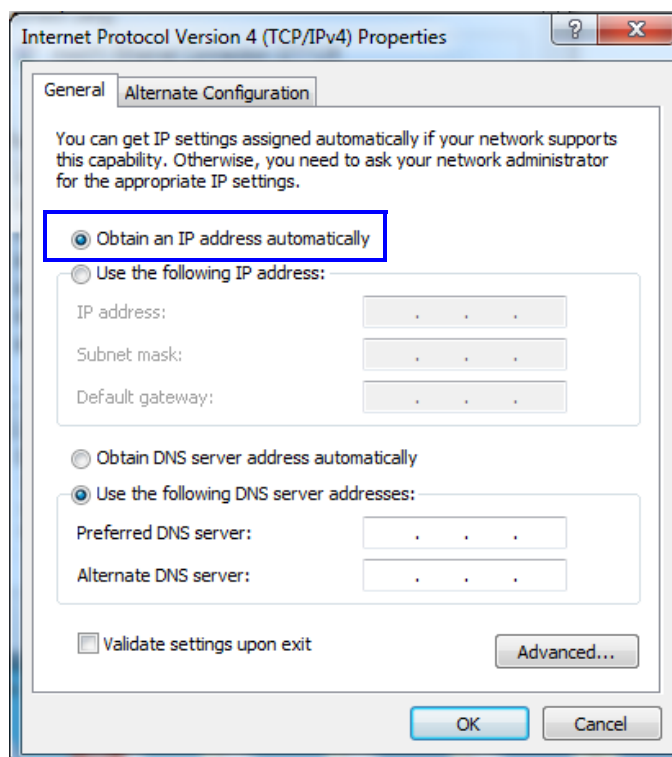 Internet Protocol Version 4 (TCP/IPv4) Properties
General
Alternate Configuration
You can get IP settings assigned automatically if your network supports
this capability. Otherwise, you need to ask your network administrator
for the appropriate IP settings.
Obtain an IP address automatically
Use the following IP address:
IP address:
Subnet mask:
Default gateway:
Obtain DNS server address automatically
Use the following DNS server addresses:
Preferred DNS server:
Alternate DNS server:
Validate settings upon exit
Advanced...
OK
Cancel